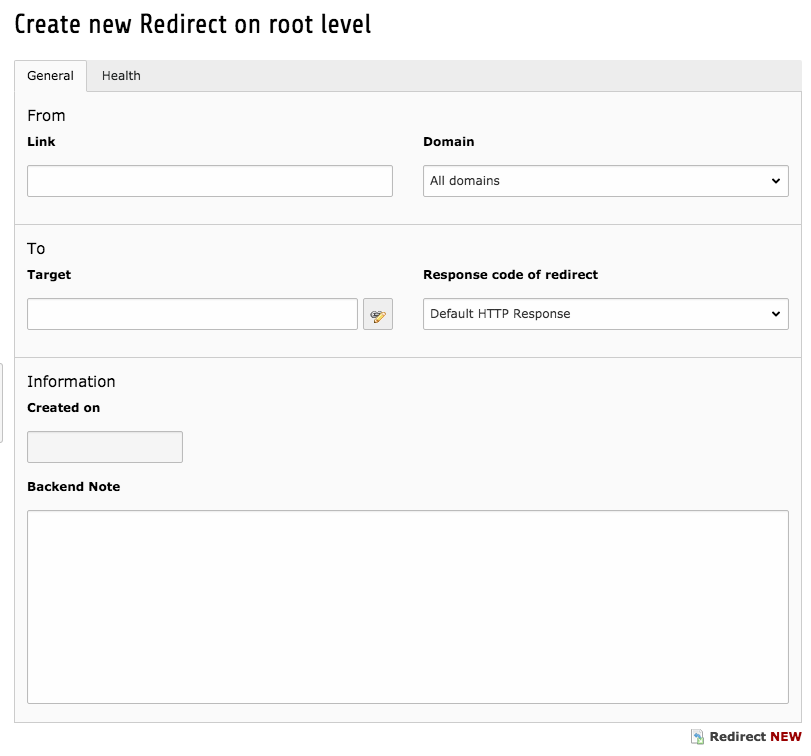 Create new Redirect on root level
General Health
From
Link Domain
All domains
To
Target Response code of redirect
Default HTTP Response
Information
Created on
Backend Note
Redirect NEW